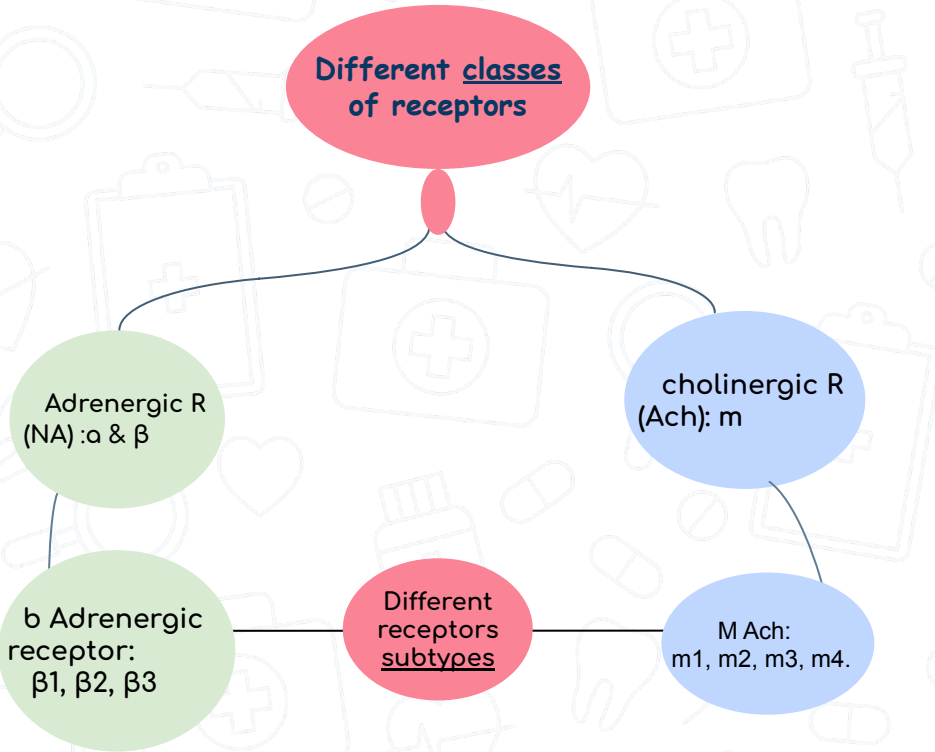 Different classes
of receptors
Adrenergic R
(NA) :α & β
cholinergic R
(Ach): m
b Adrenergic
receptor:
β1, β2, β3
Different
receptors
subtypes
M Ach:
m1, m2, m3, m4.